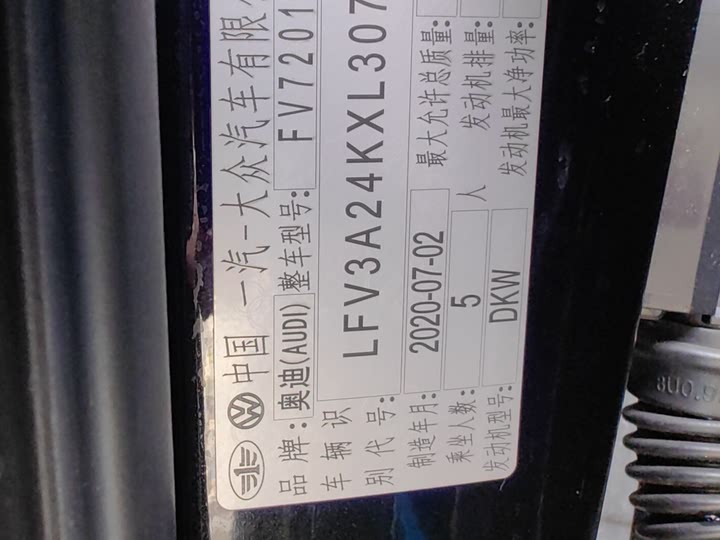 中国 一汽-大众汽车有限
品牌: 奥迪(AUDI) 整车型号: FV7201
车辆识别代号: LFV3A24KXL307
制造年月: 2020-07-02 最大允许总质量:
乘坐人数: 5 人 发动机排量:
发动机型号: DKW 发动机最大净功率: